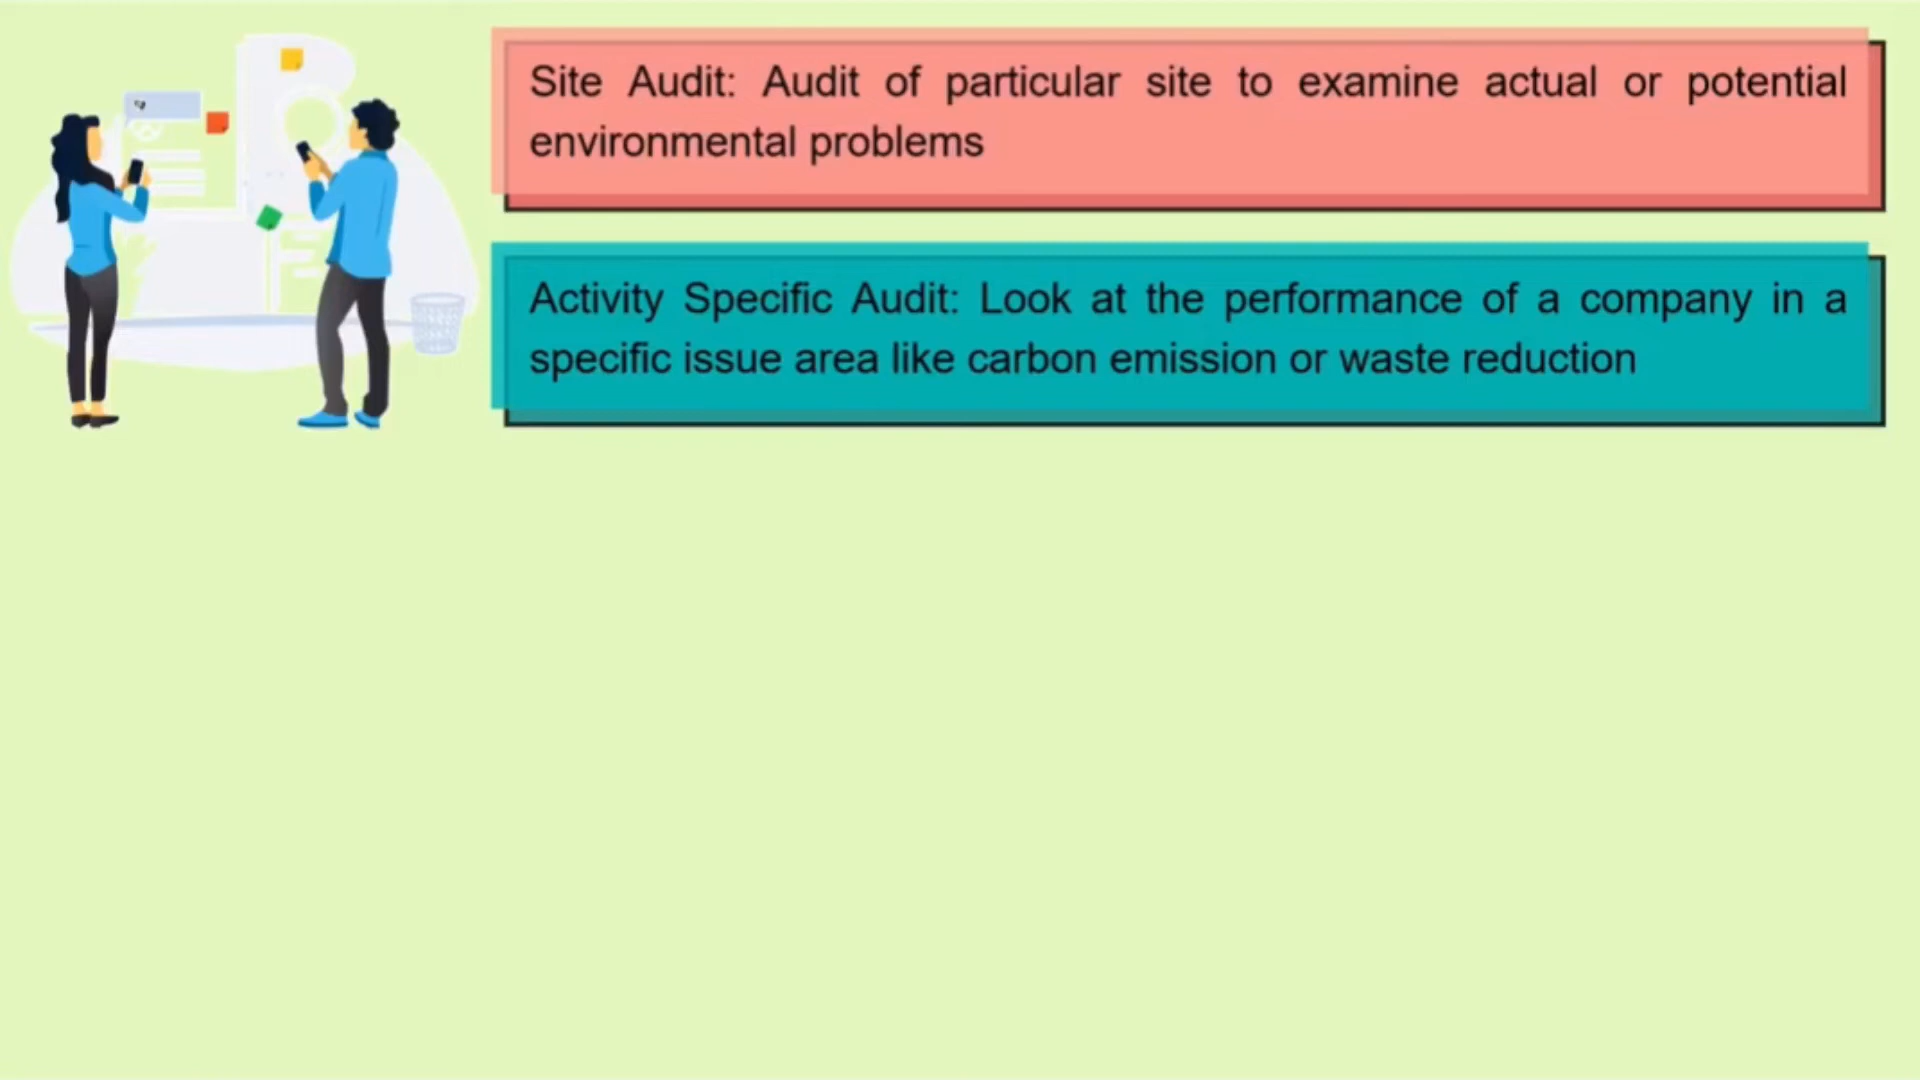 Site Audit: Audit of particular site to examine actual or potential
environmental problems
Activity Specific Audit: Look at the performance of a company in a
specific issue area like carbon emission or waste reduction